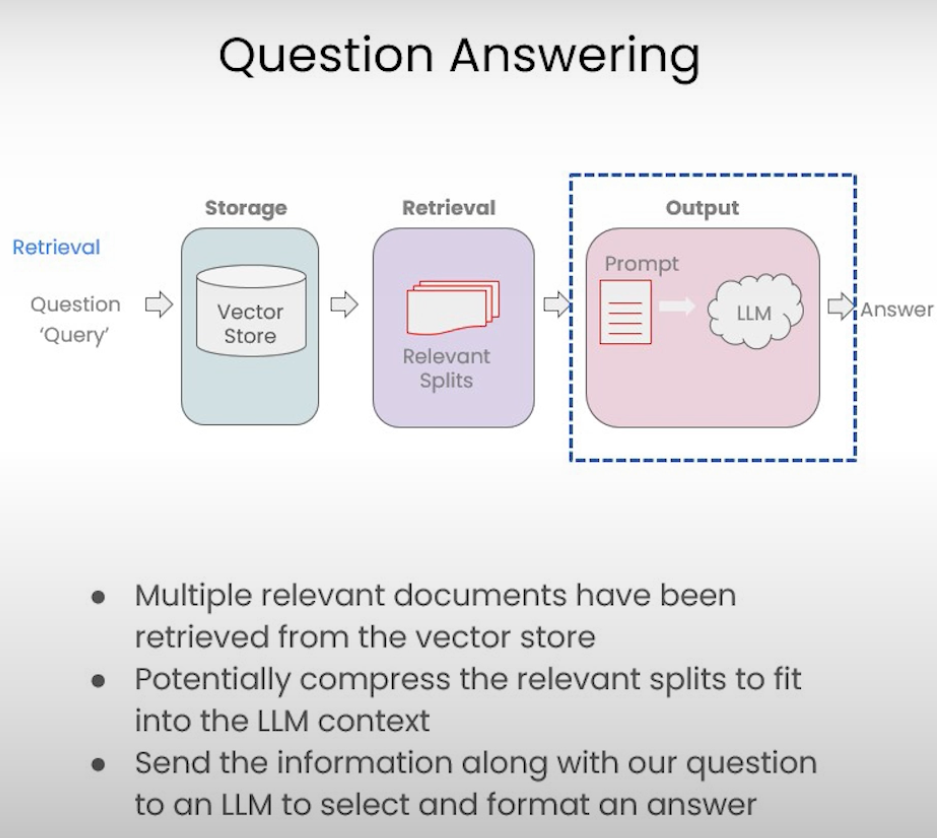 Question Answering
Storage
Retrieval
Output
Retrieval
Question
'Query'
Vector
Store
Relevant
Splits
Prompt
LLM
Answer
● Multiple relevant documents have been
retrieved from the vector store
● Potentially compress the relevant splits to fit
into the LLM context
● Send the information along with our question
to an LLM to select and format an answer